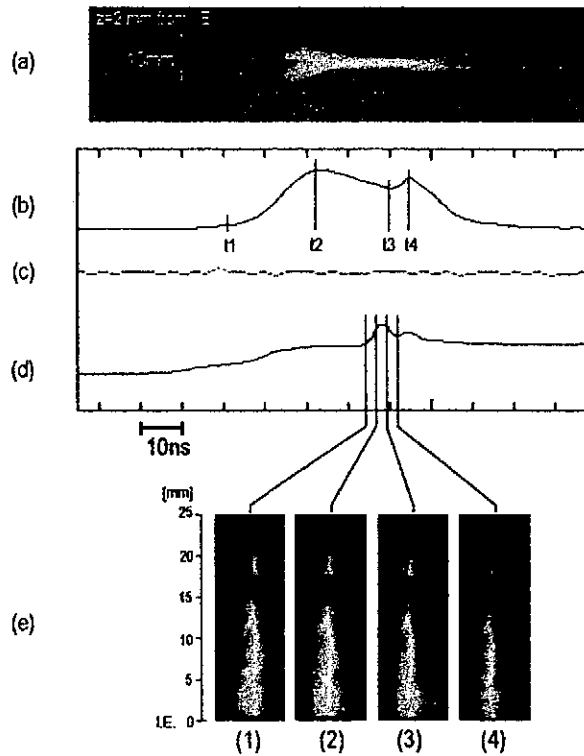 z=2 mm from E
(a)
10mm
(b)
t1 t2 t3 t4
(c)
(d)
10ns
[mm]
25
20
15
10
5
I.E. 0
(e)
(1) (2) (3) (4)